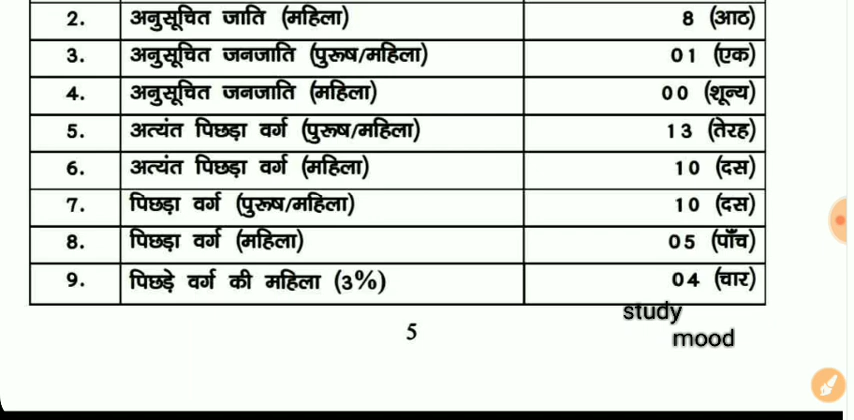 2. अनुसूचित जाति (महिला) 8 (आठ)
3. अनुसूचित जनजाति (पुरूष/महिला) 01 (एक)
4. अनुसूचित जनजाति (महिला) 00 (शून्य)
5. अत्यंत पिछड़ा वर्ग (पुरूष/महिला) 13 (तेरह)
6. अत्यंत पिछड़ा वर्ग (महिला) 10 (दस)
7. पिछड़ा वर्ग (पुरूष/महिला) 10 (दस)
8. पिछड़ा वर्ग (महिला) 05 (पाँच)
9. पिछड़े वर्ग की महिला (3%) 04 (चार)
study
5
mood